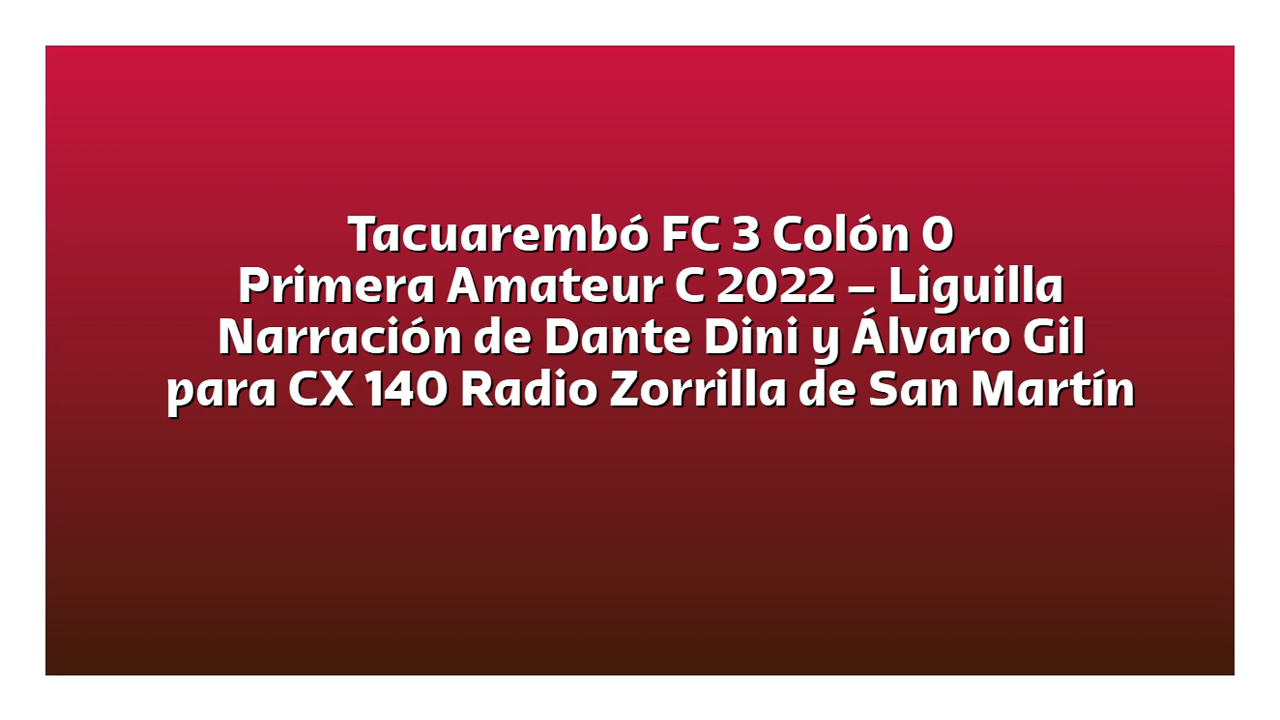 Tacuarembó FC 3 Colón 0
Primera Amateur C 2022 – Liguilla
Narración de Dante Dini y Álvaro Gil
para CX 140 Radio Zorrilla de San Martín